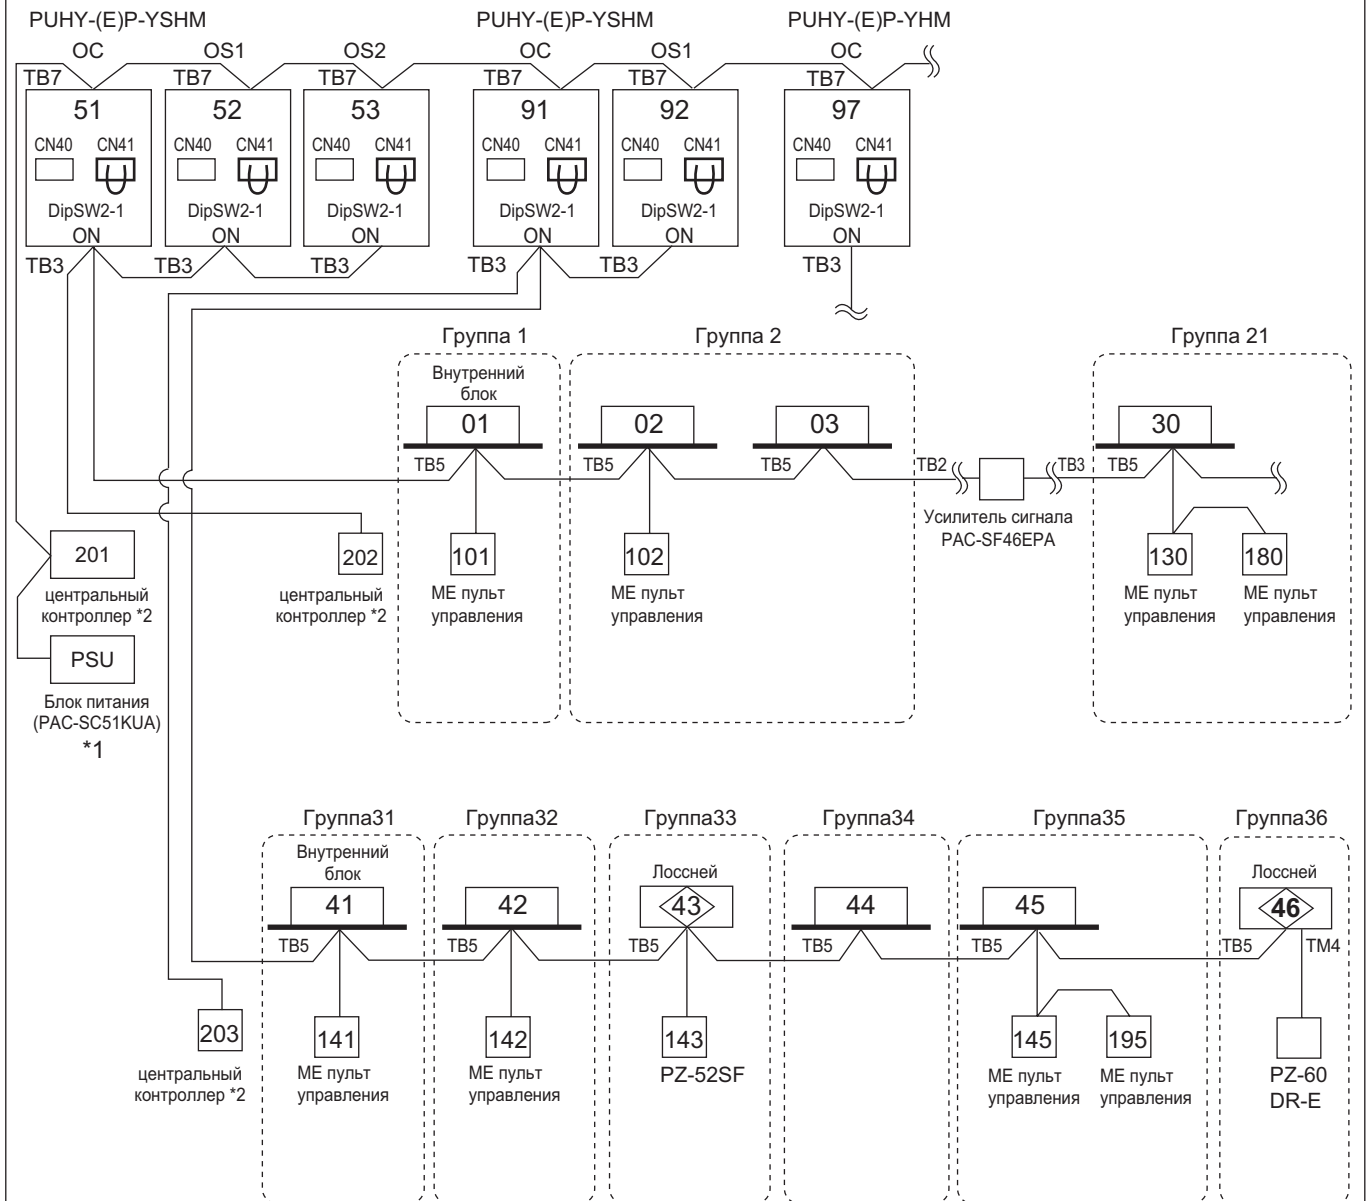 PUHY-(E)P-YSHM PUHY-(E)P-YSHM PUHY-(E)P-YHM
OC OS1 OS2 OC OS1 OC
TB7 TB7 TB7 TB7 TB7 TB7
51 52 53 91 92 97
CN40 CN41 CN40 CN41 CN40 CN41 CN40 CN41 CN40 CN41 CN40 CN41
DipSW2-1 DipSW2-1 DipSW2-1 DipSW2-1 DipSW2-1 DipSW2-1
ON ON ON ON ON ON
TB3 TB3 TB3 TB3 TB3 TB3
Группа 1 Группа 2 Группа 21
Внутренний
блок
01 02 03 30
TB5 TB5 TB5 TB2 TB3 TB5
Усилитель сигнала
PAC-SF46EPA
201 202 101 102 130 180
центральный
контроллер *2
центральный
контроллер *2
МЕ пульт
управления
МЕ пульт
управления
МЕ пульт
управления
МЕ пульт
управления
PSU
Блок питания
(PAC-SC51KUA)
*1
Группа31 Группа32 Группа33 Группа34 Группа35 Группа36
Внутренний
блок
Лоссней
Лоссней
41 42 43 44 45 46
TB5 TB5 TB5 TB5 TB5 TB5 TM4
203 141 142 143 145 195
центральный
контроллер *2
МЕ пульт
управления
МЕ пульт
управления
PZ-52SF
МЕ пульт
управления
МЕ пульт
управления
PZ-60
DR-E